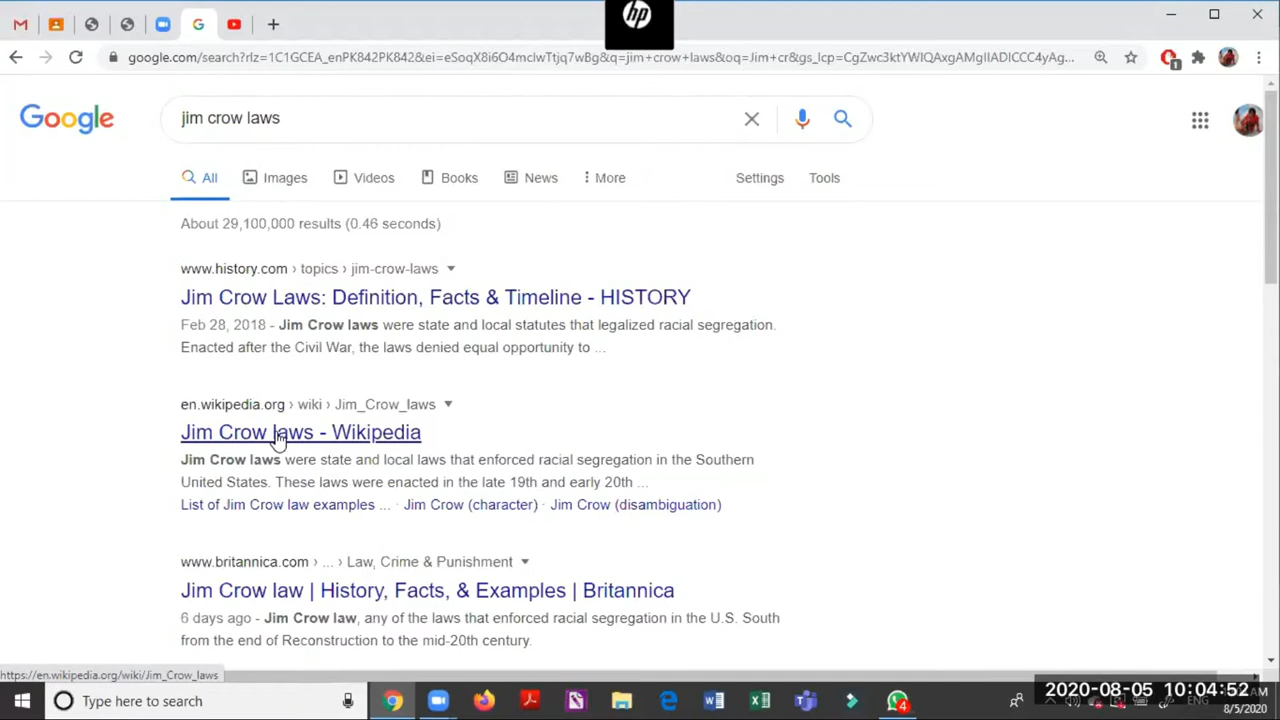 hp
google.com/search?rlz=1C1GCEA_enPK842PK842&ei=eSoqX8i6O4mclwTtjq7wBg&q=jim+crow+laws&oq=Jim+cr&gs_lcp=CgZwc3ktYWIQAxgAMgIIADICCC4yAg...
1
Google
jim crow laws
All Images Videos Books News More Settings Tools
About 29,100,000 results (0.46 seconds)
www.history.com › topics › jim-crow-laws
Jim Crow Laws: Definition, Facts & Timeline - HISTORY
Feb 28, 2018 - Jim Crow laws were state and local statutes that legalized racial segregation.
Enacted after the Civil War, the laws denied equal opportunity to ...
en.wikipedia.org › wiki › Jim_Crow_laws
Jim Crow laws - Wikipedia
Jim Crow laws were state and local laws that enforced racial segregation in the Southern
United States. These laws were enacted in the late 19th and early 20th ...
List of Jim Crow law examples ... · Jim Crow (character) · Jim Crow (disambiguation)
www.britannica.com › ... › Law, Crime & Punishment
Jim Crow law | History, Facts, & Examples | Britannica
6 days ago - Jim Crow law, any of the laws that enforced racial segregation in the U.S. South
from the end of Reconstruction to the mid-20th century.
https://en.wikipedia.org/wiki/Jim_Crow_laws
Type here to search
4
2020-08-05 10:04:52
ENG
8/5/2020